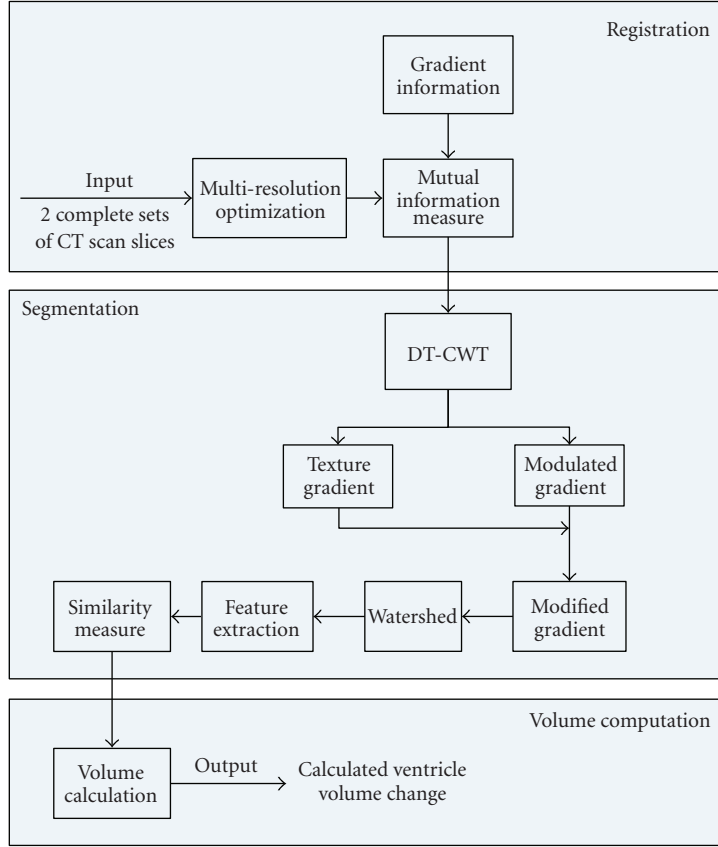 Registration
Gradient
information
Input
2 complete sets
of CT scan slices
Multi-resolution
optimization
Mutual
information
measure
Segmentation
DT-CWT
Texture
gradient
Modulated
gradient
Similarity
measure
Feature
extraction
Watershed
Modified
gradient
Volume computation
Volume
calculation
Output
Calculated ventricle
volume change